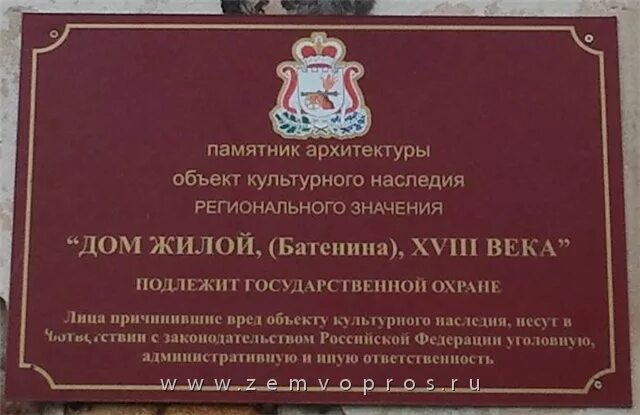 памятник архитектуры
объект культурного наследия
РЕГИОНАЛЬНОГО ЗНАЧЕНИЯ
“ДОМ ЖИЛОЙ, (Батенина), XVIII ВЕКА”
ПОДЛЕЖИТ ГОСУДАРСТВЕННОЙ ОХРАНЕ
Лица причинившие вред объекту культурного наследия, несут в
соответствии с законодательством Российской Федерации уголовную,
административную и иную ответственность
www.zemvopros.ru